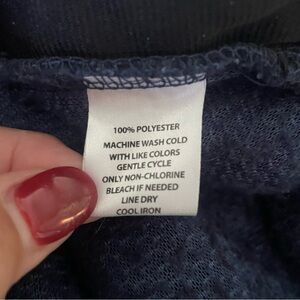 100% POLYESTER
MACHINE WASH COLD
WITH LIKE COLORS
GENTLE CYCLE
ONLY NON-CHLORINE
BLEACH IF NEEDED
LINE DRY
COOL IRON